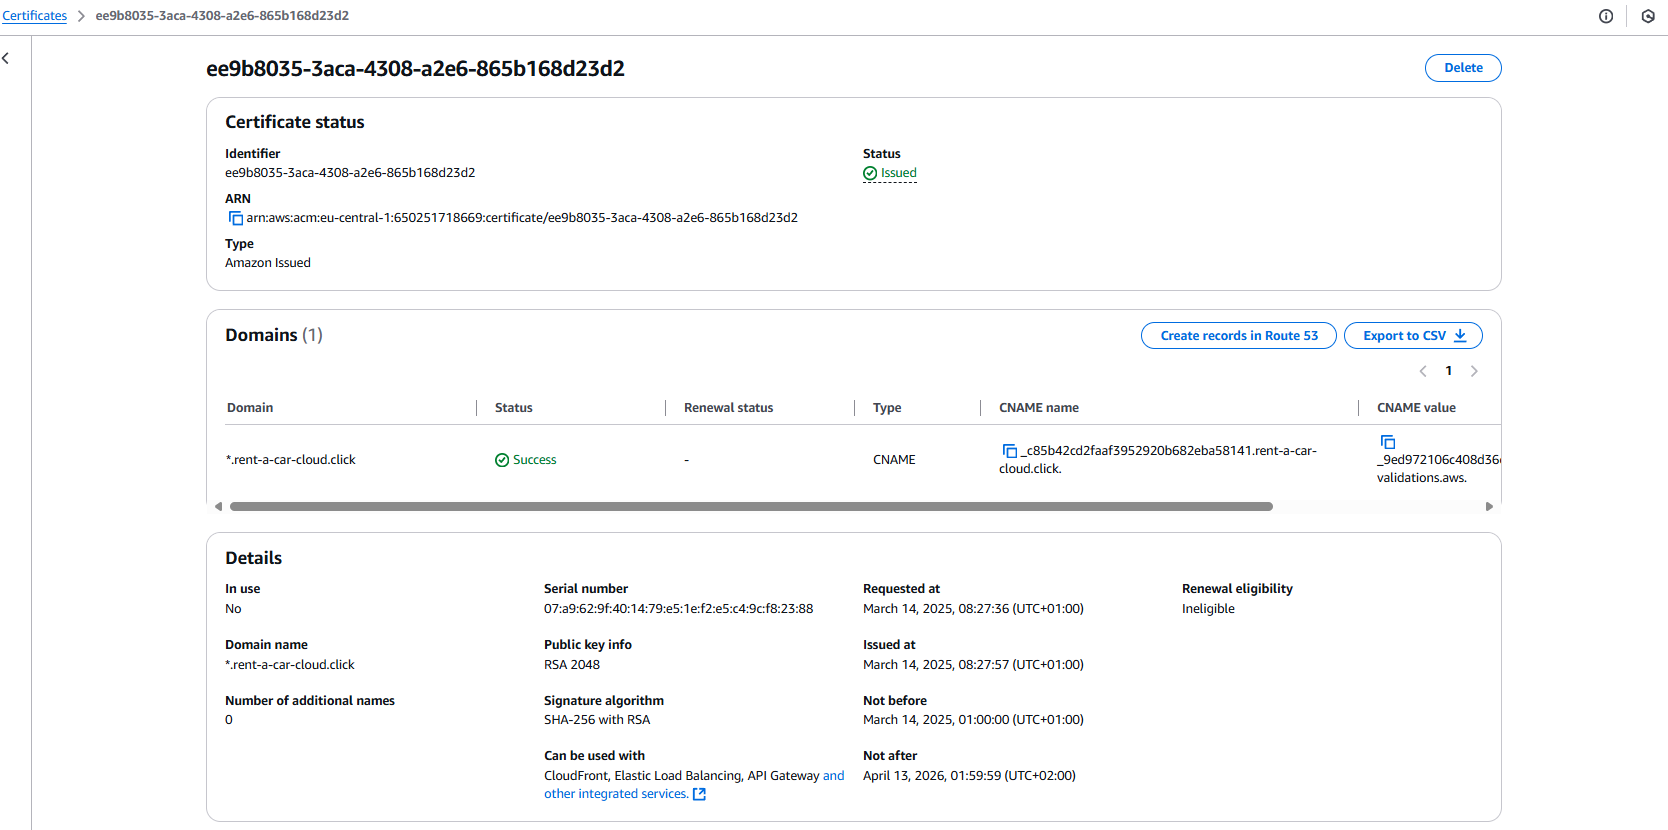 Certificates > ee9b8035-3aca-4308-a2e6-865b168d23d2
ee9b8035-3aca-4308-a2e6-865b168d23d2
Delete
Certificate status
Identifier
ee9b8035-3aca-4308-a2e6-865b168d23d2
Status
Issued
ARN
arn:aws:acm:eu-central-1:650251718669:certificate/ee9b8035-3aca-4308-a2e6-865b168d23d2
Type
Amazon Issued
Domains (1)
Create records in Route 53
Export to CSV
1
Domain Status Renewal status Type CNAME name CNAME value
*.rent-a-car-cloud.click Success - CNAME
_c85b42cd2faaf3952920b682eba58141.rent-a-car-
cloud.click.
_9ed972106c408d36
validations.aws.
Details
In use
No
Domain name
*.rent-a-car-cloud.click
Number of additional names
0
Serial number
07:a9:62:9f:40:14:79:e5:1e:f2:e5:c4:9c:f8:23:88
Public key info
RSA 2048
Signature algorithm
SHA-256 with RSA
Can be used with
CloudFront, Elastic Load Balancing, API Gateway and
other integrated services.
Requested at
March 14, 2025, 08:27:36 (UTC+01:00)
Issued at
March 14, 2025, 08:27:57 (UTC+01:00)
Not before
March 14, 2025, 01:00:00 (UTC+01:00)
Not after
April 13, 2026, 01:59:59 (UTC+02:00)
Renewal eligibility
Ineligible